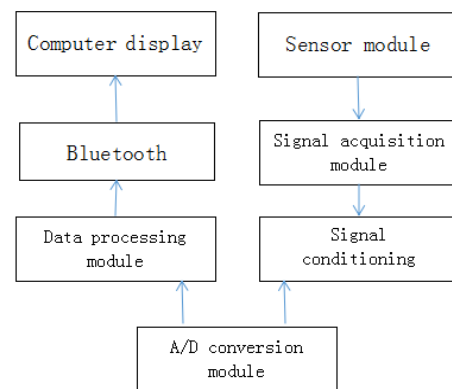 Computer display
Sensor module
Bluetooth
Signal acquisition
module
Data processing
module
Signal
conditioning
A/D conversion
module